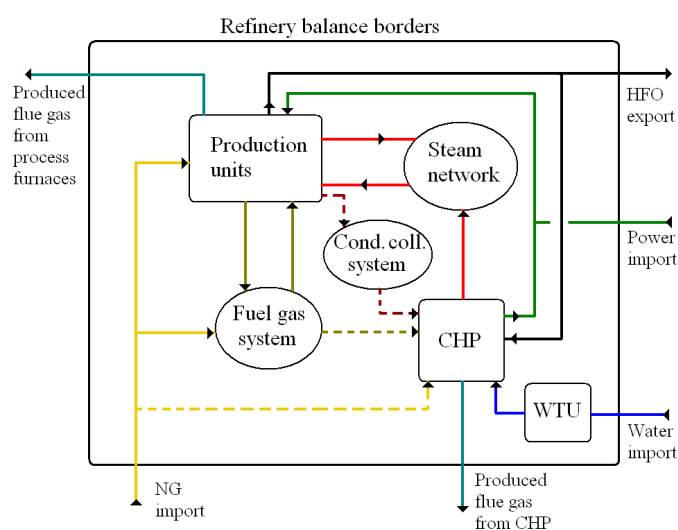 Refinery balance borders
Produced
flue gas
from
process
furnaces
HFO
export
Production
units
Steam
network
Cond. coll.
system
Power
import
Fuel gas
system
CHP
WTU
Water
import
NG
import
Produced
flue gas
from CHP